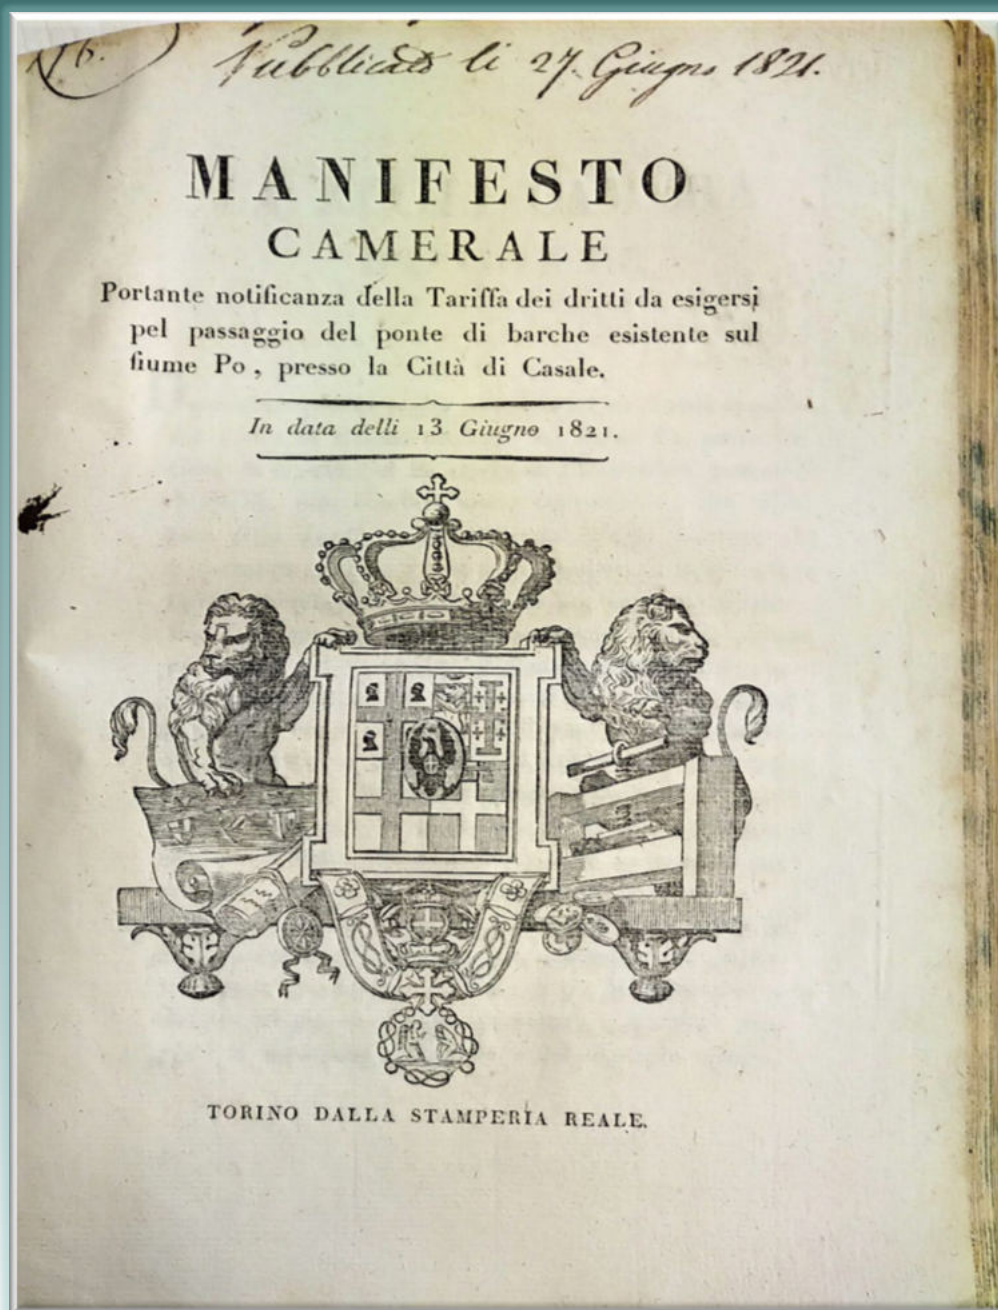 16.
Pubblicato li 27. Giugno 1821.
MANIFESTO
CAMERALE
Portante notificanza della Tariffa dei dritti da esigersi
pel passaggio del ponte di barche esistente sul
fiume Po, presso la Città di Casale.
In data delli 13 Giugno 1821.
TORINO DALLA STAMPERIA REALE.